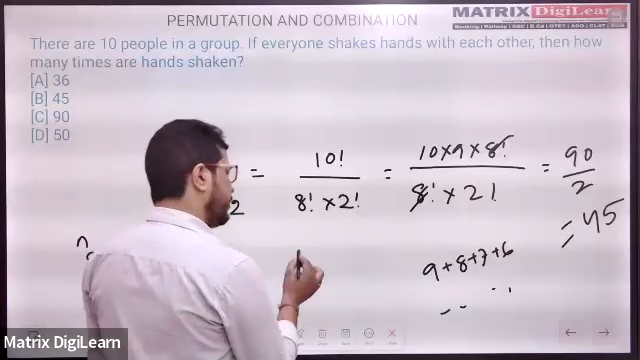 PERMUTATION AND COMBINATION
MATRIX DigiLearn
There are 10 people in a group. If everyone shakes hands with each other, then how
many times are hands shaken?
[A] 36
[B] 45
[C] 90
[D] 50
2 = 10! / 8! × 2! = 10×9×8! / 8! × 2! = 90 / 2
= 45
9+8+7+6
n
Matrix DigiLearn